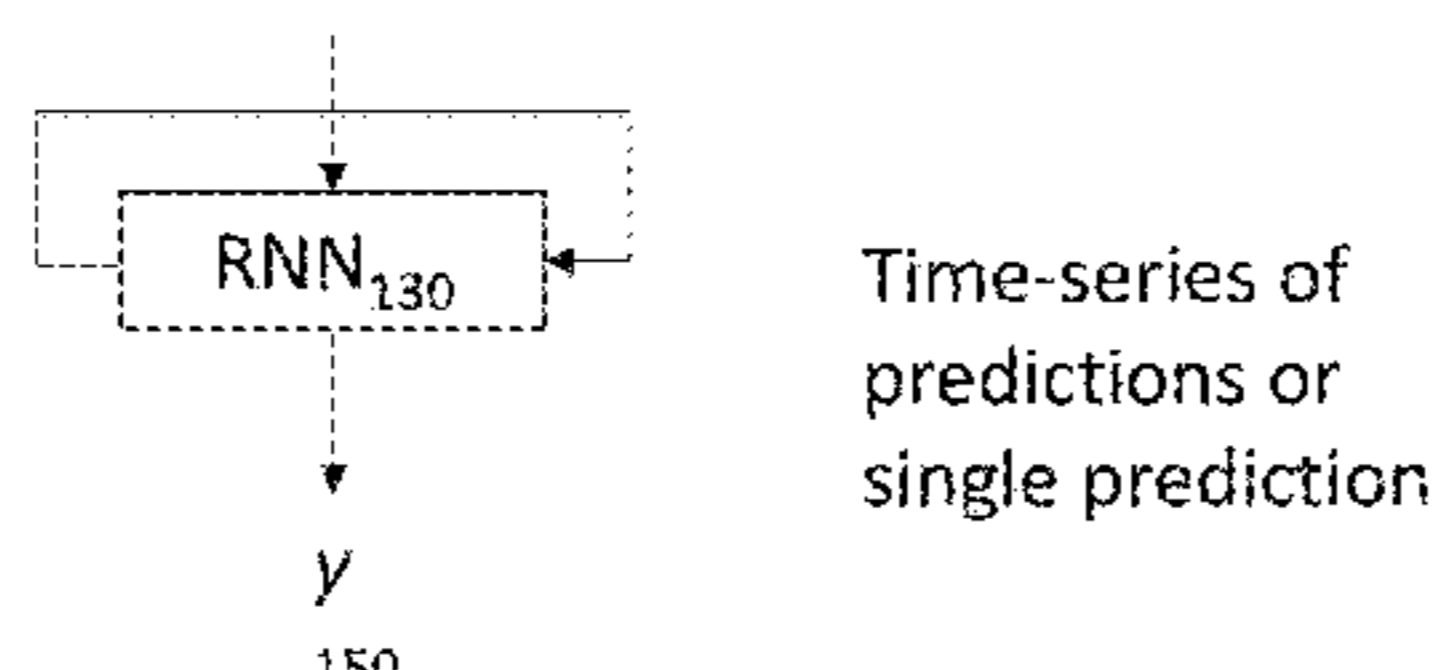 RNN130
Time-series of
predictions or
single prediction
y
150